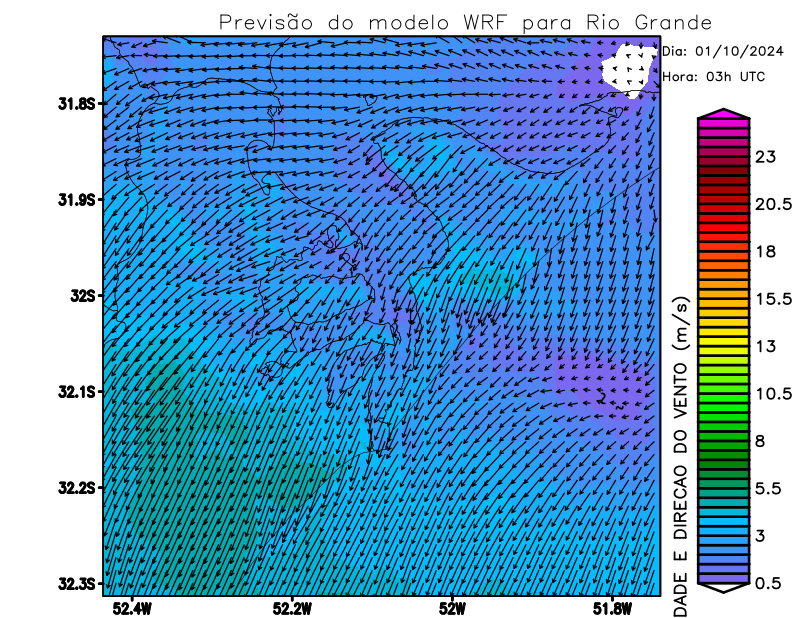 Previsão do modelo WRF para Rio Grande
Dia: 01/10/2024
Hora: 03h UTC
31.8S
31.9S
32S
32.1S
32.2S
32.3S
52.4W
52.2W
52W
51.8W
23
20.5
18
15.5
13
10.5
8
5.5
3
0.5
DADE E DIRECAO DO VENTO (m/s)